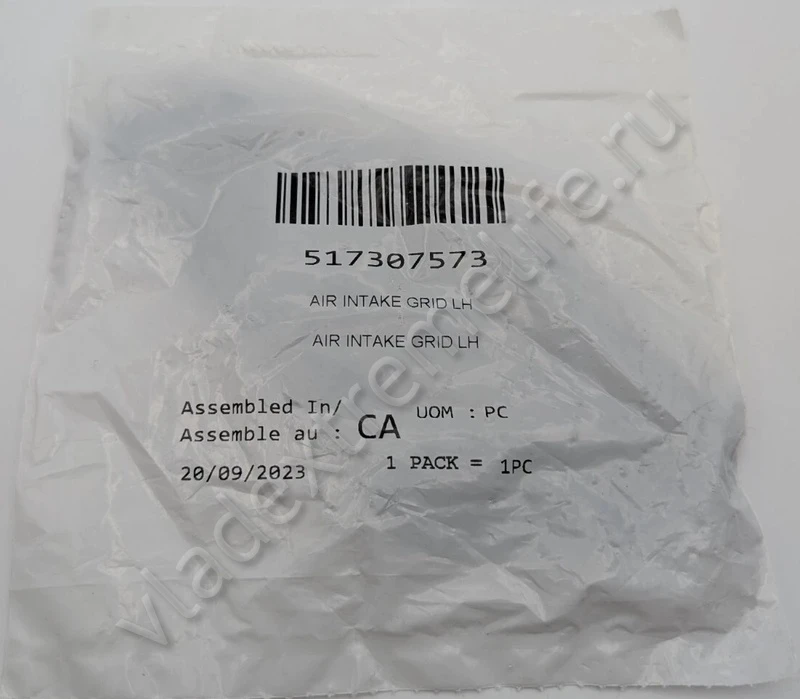 517307573
AIR INTAKE GRID LH
AIR INTAKE GRID LH
Assembled In/
Assemble au : CA
UOM : PC
20/09/2023
1 PACK = 1PC
vladextremelife.ru